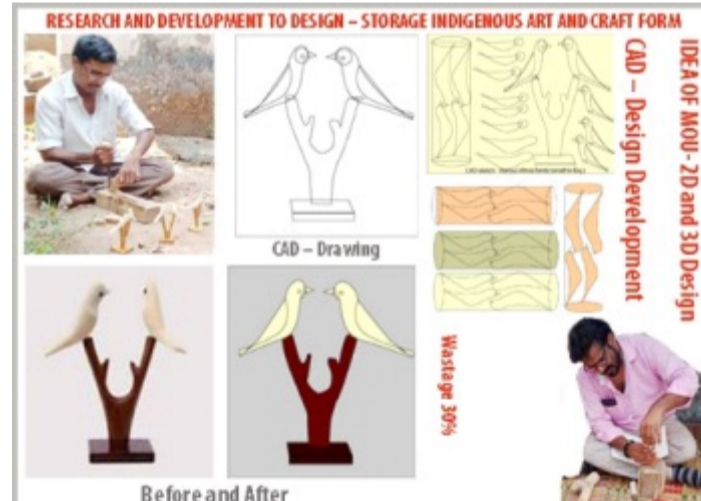 RESEARCH AND DEVELOPMENT TO DESIGN – STORAGE INDIGENOUS ART AND CRAFT FORM
IDEA OF MOU- 2D and 3D Design
CAD – Design Development
CAD – Drawing
Wastage 30%
Before and After